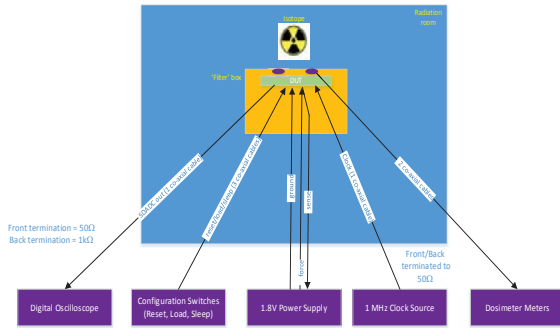 Radiation
room
Isotope
'Filter' box
DUT
SDADC out (1 co-axial cable)
reset/load/sleep (3 co-axial cables)
ground
force
sense
Clock (1 co-axial cable)
2 co-axial cables
Front termination = 50Ω
Back termination = 1kΩ
Front/Back
terminated to
50Ω
Digital Oscilloscope
Configuration Switches
(Reset, Load, Sleep)
1.8V Power Supply
1 MHz Clock Source
Dosimeter Meters